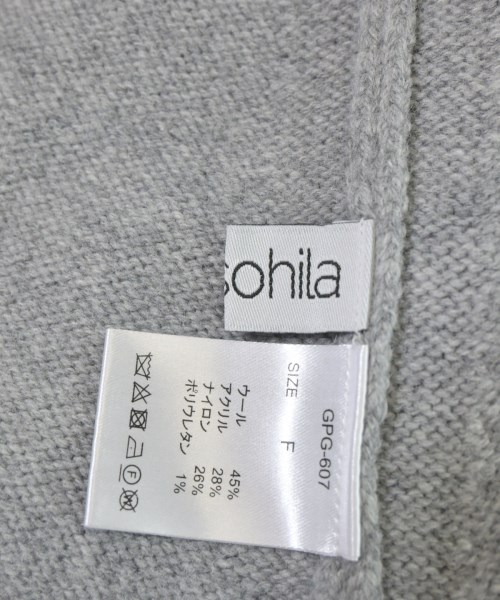 sohila
GPG-607
SIZE F
ウール 45%
アクリル 28%
ナイロン 26%
ポリウレタン 1%